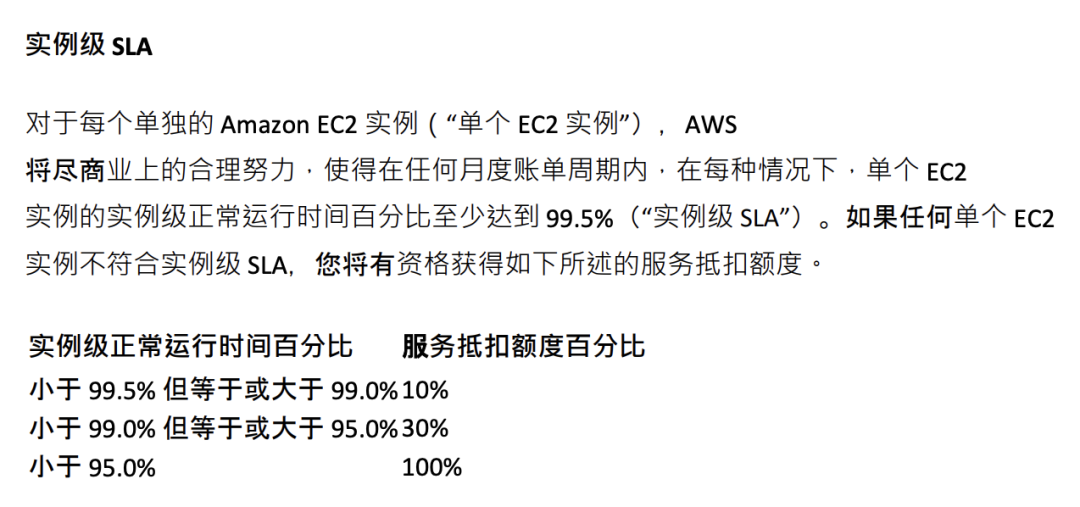 实例级 SLA
对于每个单独的 Amazon EC2 实例（“单个 EC2 实例”），AWS
将尽商业上的合理努力，使得在任何月度账单周期内，在每种情况下，单个 EC2
实例的实例级正常运行时间百分比至少达到 99.5%（“实例级 SLA”）。如果任何单个 EC2
实例不符合实例级 SLA，您将有资格获得如下所述的服务抵扣额度。
实例级正常运行时间百分比 服务抵扣额度百分比
小于 99.5% 但等于或大于 99.0% 10%
小于 99.0% 但等于或大于 95.0% 30%
小于 95.0% 100%